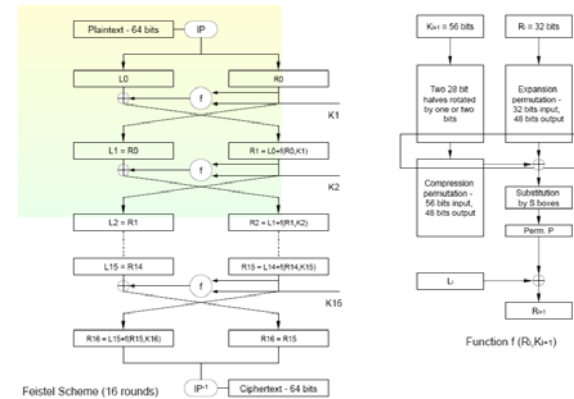 Plaintext - 64 bits
IP
L0
R0
f
K1
L1 = R0
R1 = L0+f(R0,K1)
f
K2
L2 = R1
R2 = L1+f(R1,K2)
L15 = R14
R15 = L14+f(R14,K15)
f
K16
R16 = L15+f(R15,K16)
R16 = R15
IP-1
Ciphertext - 64 bits
Feistel Scheme (16 rounds)
Ki+1 = 56 bits
Ri = 32 bits
Two 28 bit
halves rotated
by one or two
bits
Expansion
permutation -
32 bits input,
48 bits output
Compression
permutation -
56 bits input,
48 bits output
Substitution
by S boxes
Perm. P
Li
Ri+1
Function f (Ri,Ki+1)